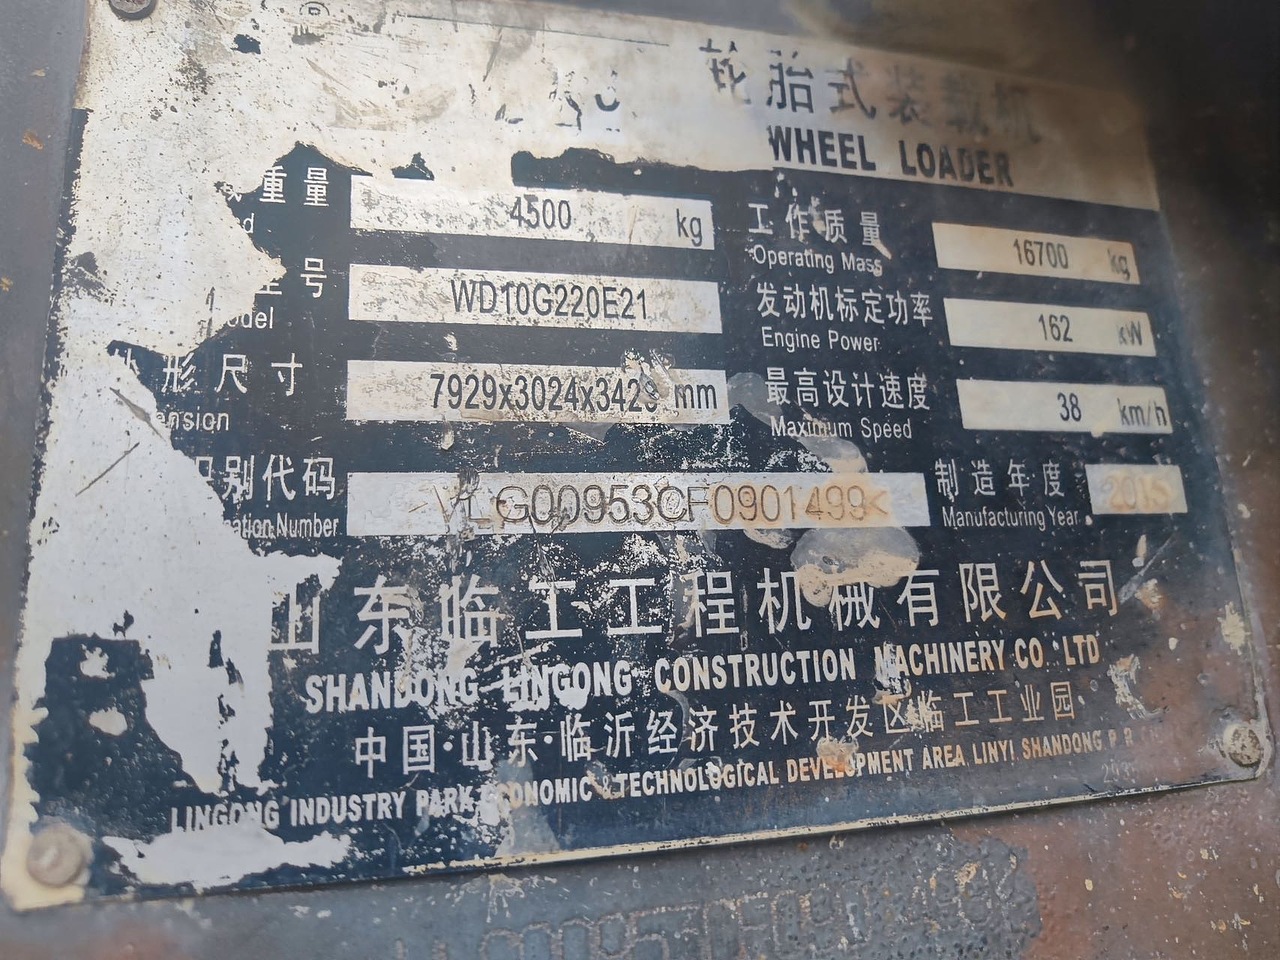 轮胎式装载机
WHEEL LOADER
重量 4500 kg 工作质量 16700 kg
Operating Mass
号 WD10G220E21 发动机标定功率 162 kW
Engine Power
形尺寸 7929x3024x3429 mm 最高设计速度 38 km/h
Maximum Speed
别代码 >VLG00953CF0901499< 制造年度 2015
Number Manufacturing Year
山东临工工程机械有限公司
SHANDONG LINGONG CONSTRUCTION MACHINERY CO.LTD
中国·山东·临沂经济技术开发区临工工业园
LINGONG INDUSTRY PARK ECONOMIC & TECHNOLOGICAL DEVELOPMENT AREA LINYI SHANDONG P.R